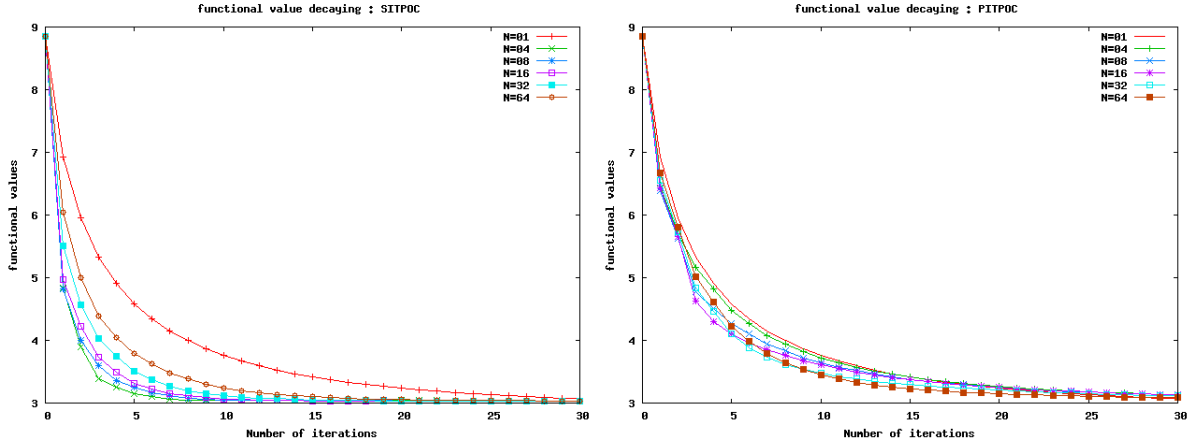 functional value decaying : SITPOC
9
8
7
6
5
4
3
functional values
0
5
10
15
20
25
30
Number of iterations
N=01
N=04
N=08
N=16
N=32
N=64
functional value decaying : PITPOC
9
8
7
6
5
4
3
functional values
0
5
10
15
20
25
30
Number of iterations
N=01
N=04
N=08
N=16
N=32
N=64